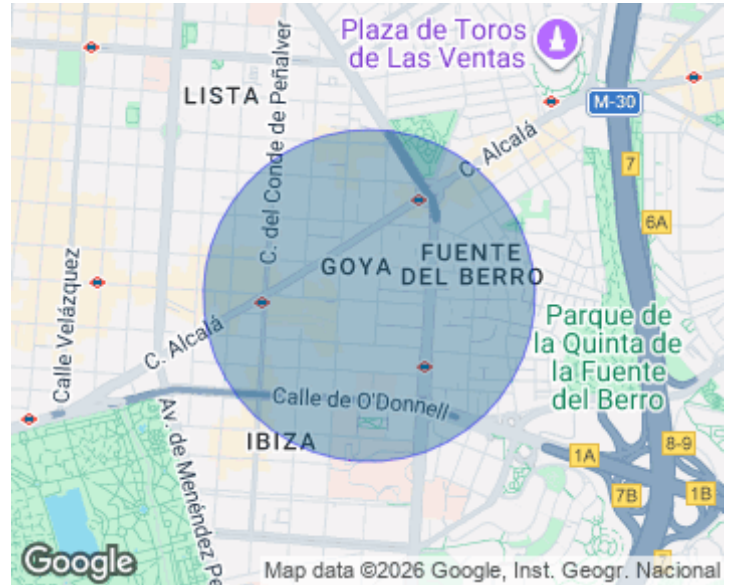 Plaza de Toros
de Las Ventas
LISTA
C. del Conde de Peñalver
M-30
C. Alcalá
7
6A
Calle Velázquez
GOYA
FUENTE
DEL BERRO
Parque de
la Quinta de
la Fuente
del Berro
C. Alcalá
Calle de O'Donnell
Av. de Menéndez Pe
IBIZA
8-9
1A
7B
1B
7
Google
Map data ©2026 Google, Inst. Geogr. Nacional